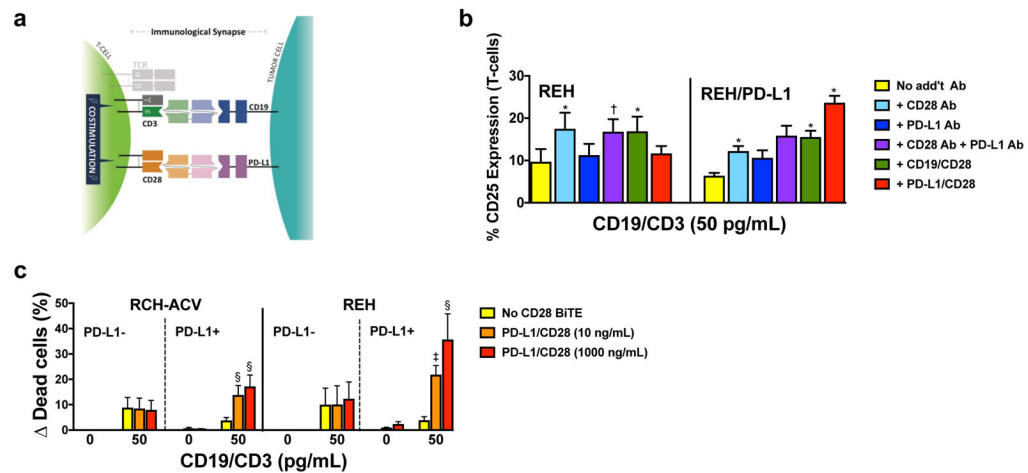 a
Immunological Synapse
T-CELL
TUMOR CELL
TCR
COSTIMULATION
CD3
CD19
CD28
PD-L1
b
% CD25 Expression (T-cells)
30
20
10
0
REH
REH/PD-L1
*
†
*
*
*
*
CD19/CD3 (50 pg/mL)
No add't Ab
+ CD28 Ab
+ PD-L1 Ab
+ CD28 Ab + PD-L1 Ab
+ CD19/CD28
+ PD-L1/CD28
c
Δ Dead cells (%)
50
40
30
20
10
0
RCH-ACV
REH
PD-L1-
PD-L1+
PD-L1-
PD-L1+
§
§
‡
§
0
50
0
50
0
50
0
50
CD19/CD3 (pg/mL)
No CD28 BiTE
PD-L1/CD28 (10 ng/mL)
PD-L1/CD28 (1000 ng/mL)